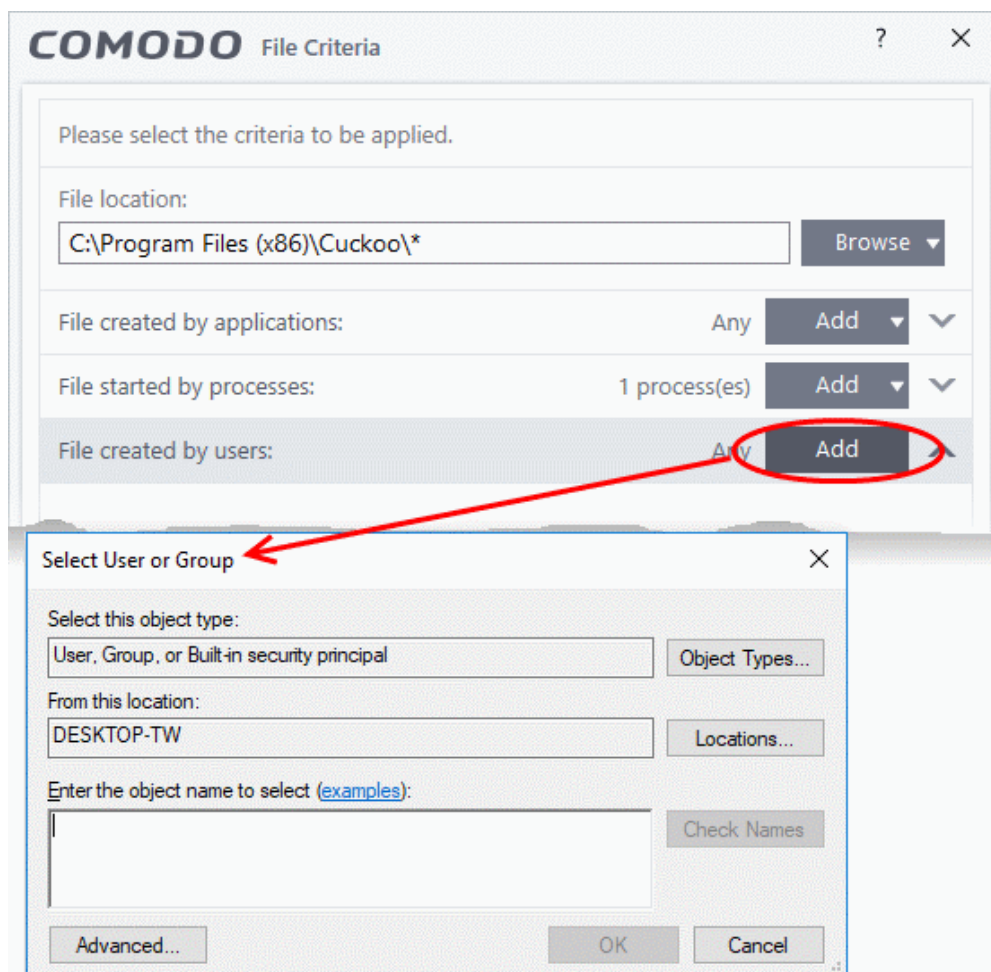 COMODO File Criteria ?
Please select the criteria to be applied.
File location:
C:\Program Files (x86)\Cuckoo\* Browse
File created by applications: Any Add
File started by processes: 1 process(es) Add
File created by users: Any Add
Select User or Group
Select this object type:
User, Group, or Built-in security principal Object Types...
From this location:
DESKTOP-TW Locations...
Enter the object name to select (examples):
Check Names
Advanced... OK Cancel